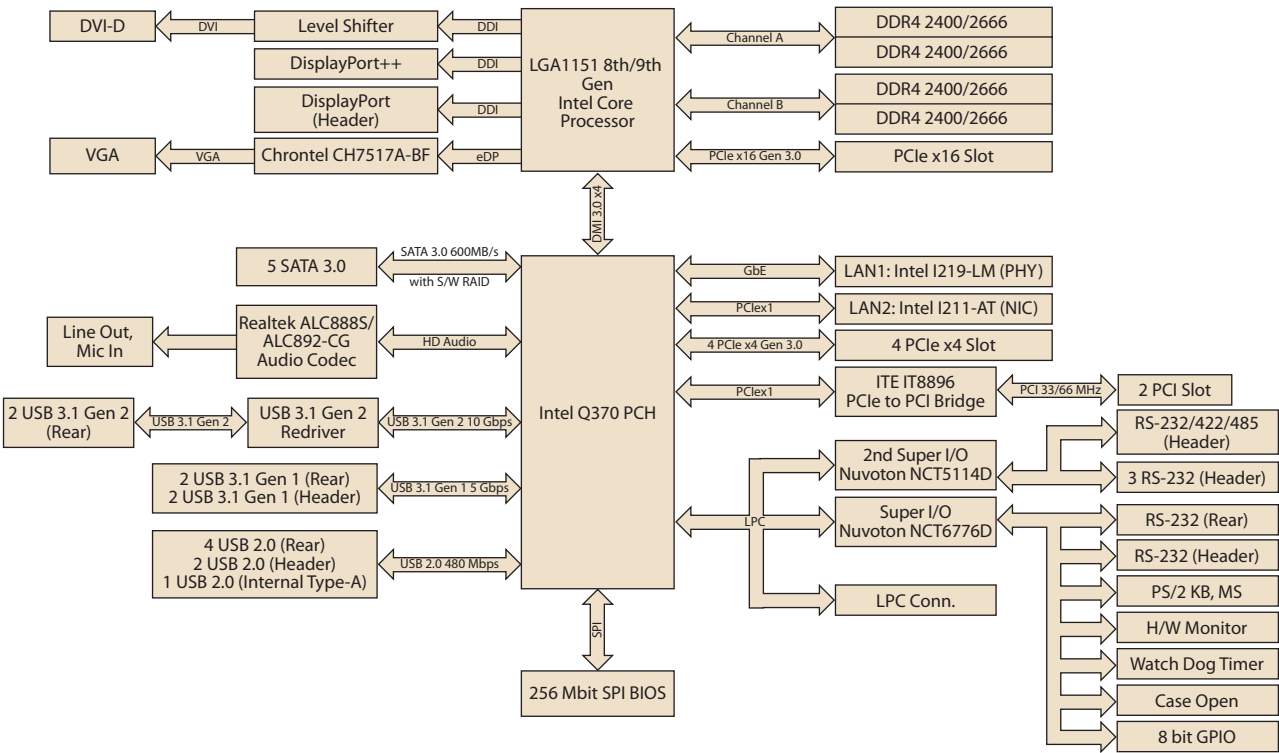 DVI-D
DVI
Level Shifter
DDI
DisplayPort++
DDI
DisplayPort
(Header)
DDI
VGA
VGA
Chrontel CH7517A-BF
eDP
LGA1151 8th/9th
Gen
Intel Core
Processor
Channel A
DDR4 2400/2666
DDR4 2400/2666
Channel B
DDR4 2400/2666
DDR4 2400/2666
PCIe x16 Gen 3.0
PCIe x16 Slot
DMI 3.0 x4
5 SATA 3.0
SATA 3.0 600MB/s
with S/W RAID
Line Out,
Mic In
Realtek ALC888S/
ALC892-CG
Audio Codec
HD Audio
2 USB 3.1 Gen 2
(Rear)
USB 3.1 Gen 2
USB 3.1 Gen 2
Redriver
USB 3.1 Gen 2 10 Gbps
2 USB 3.1 Gen 1 (Rear)
2 USB 3.1 Gen 1 (Header)
USB 3.1 Gen 1 5 Gbps
4 USB 2.0 (Rear)
2 USB 2.0 (Header)
1 USB 2.0 (Internal Type-A)
USB 2.0 480 Mbps
Intel Q370 PCH
GbE
LAN1: Intel I219-LM (PHY)
PCIex1
LAN2: Intel I211-AT (NIC)
4 PCIe x4 Gen 3.0
4 PCIe x4 Slot
PCIex1
ITE IT8896
PCIe to PCI Bridge
PCI 33/66 MHz
2 PCI Slot
LPC
2nd Super I/O
Nuvoton NCT5114D
RS-232/422/485
(Header)
3 RS-232 (Header)
Super I/O
Nuvoton NCT6776D
RS-232 (Rear)
RS-232 (Header)
PS/2 KB, MS
H/W Monitor
Watch Dog Timer
Case Open
8 bit GPIO
LPC Conn.
SPI
256 Mbit SPI BIOS